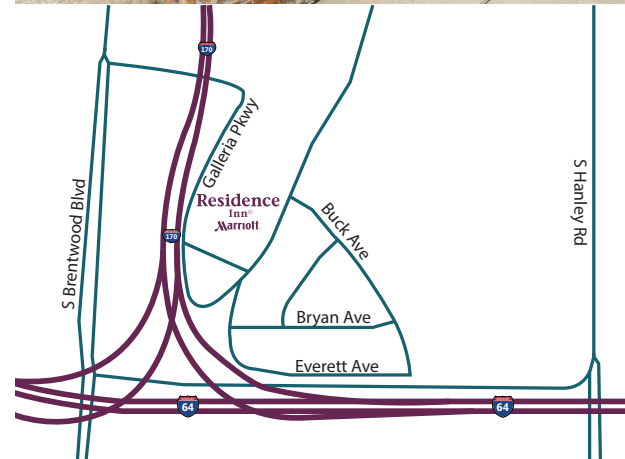 170
Galleria Pkwy
Residence
Inn®
Marriott
Buck Ave
S Hanley Rd
S Brentwood Blvd
170
Bryan Ave
Everett Ave
64
64